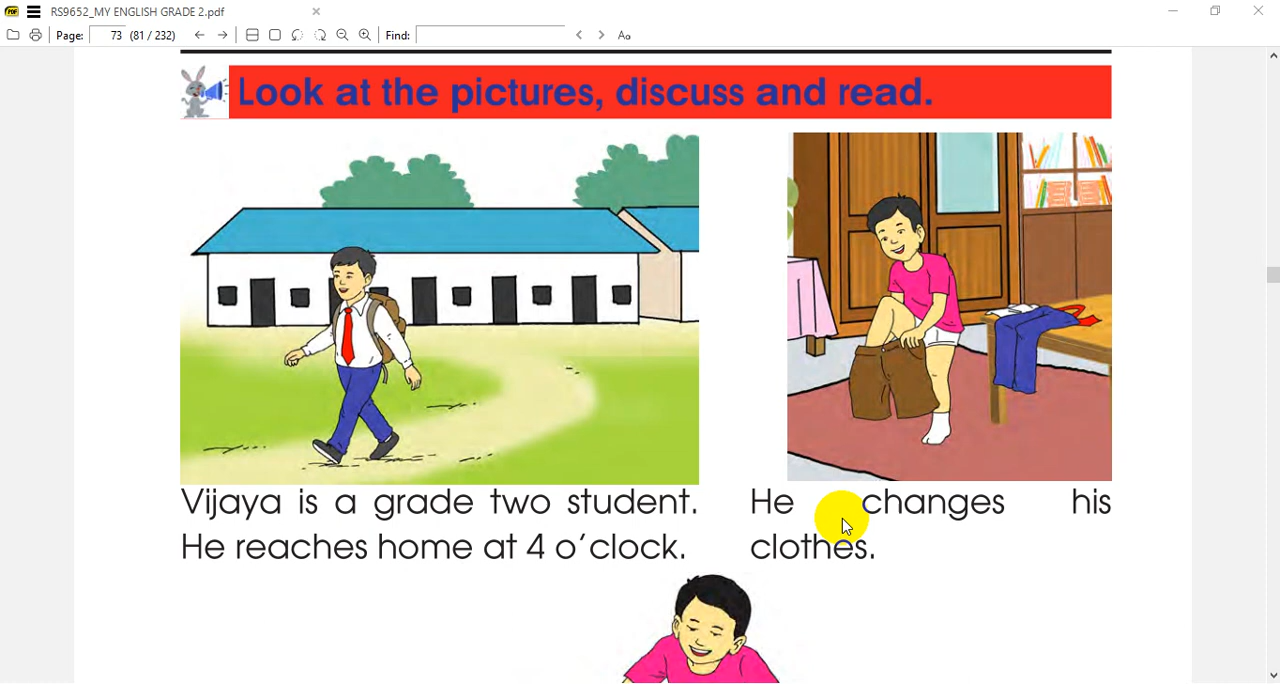 RS9652_MY ENGLISH GRADE 2.pdf
Page: 73 (81 / 232) Find: Aa
Look at the pictures, discuss and read.
Vijaya is a grade two student.
He reaches home at 4 o'clock.
He changes his
clothes.